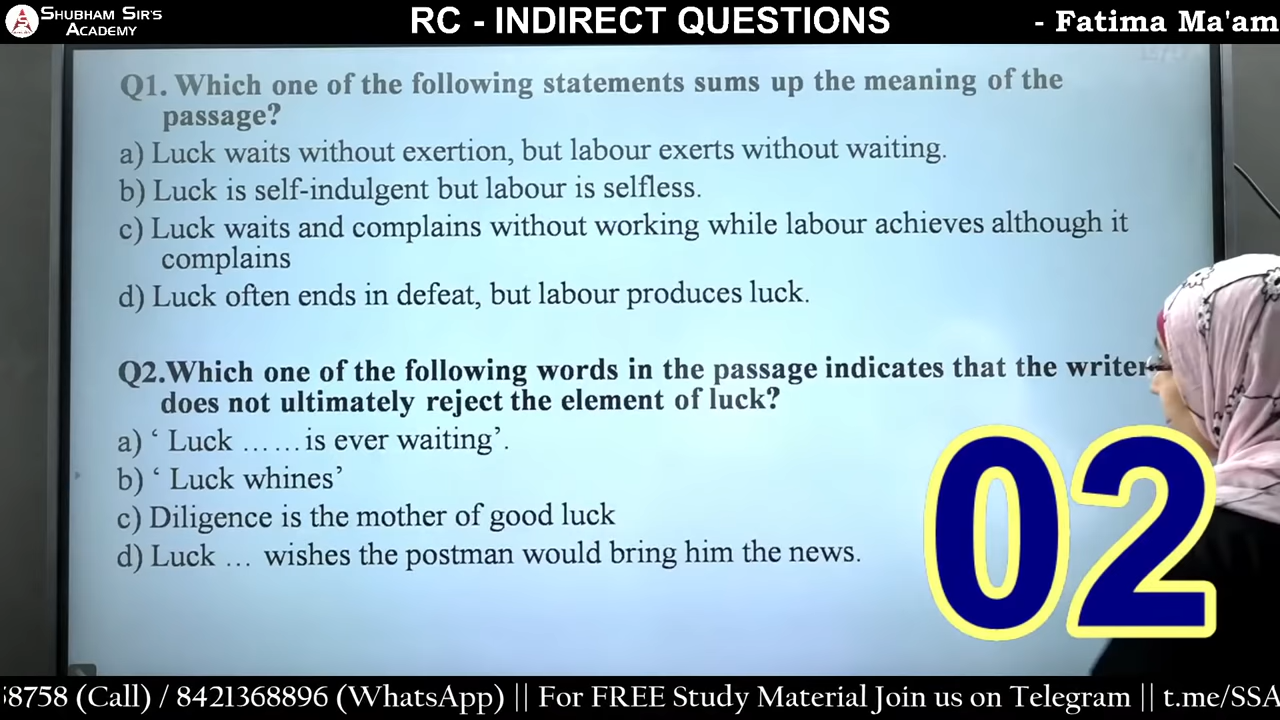 SHUBHAM SIR'S
ACADEMY
RC - INDIRECT QUESTIONS
- Fatima Ma'am
Q1. Which one of the following statements sums up the meaning of the
passage?
a) Luck waits without exertion, but labour exerts without waiting.
b) Luck is self-indulgent but labour is selfless.
c) Luck waits and complains without working while labour achieves although it
complains
d) Luck often ends in defeat, but labour produces luck.
Q2.Which one of the following words in the passage indicates that the writer
does not ultimately reject the element of luck?
a) ‘ Luck ……is ever waiting’.
b) ‘ Luck whines’
c) Diligence is the mother of good luck
d) Luck … wishes the postman would bring him the news.
02
8758 (Call) / 8421368896 (WhatsApp) || For FREE Study Material Join us on Telegram || t.me/SSA